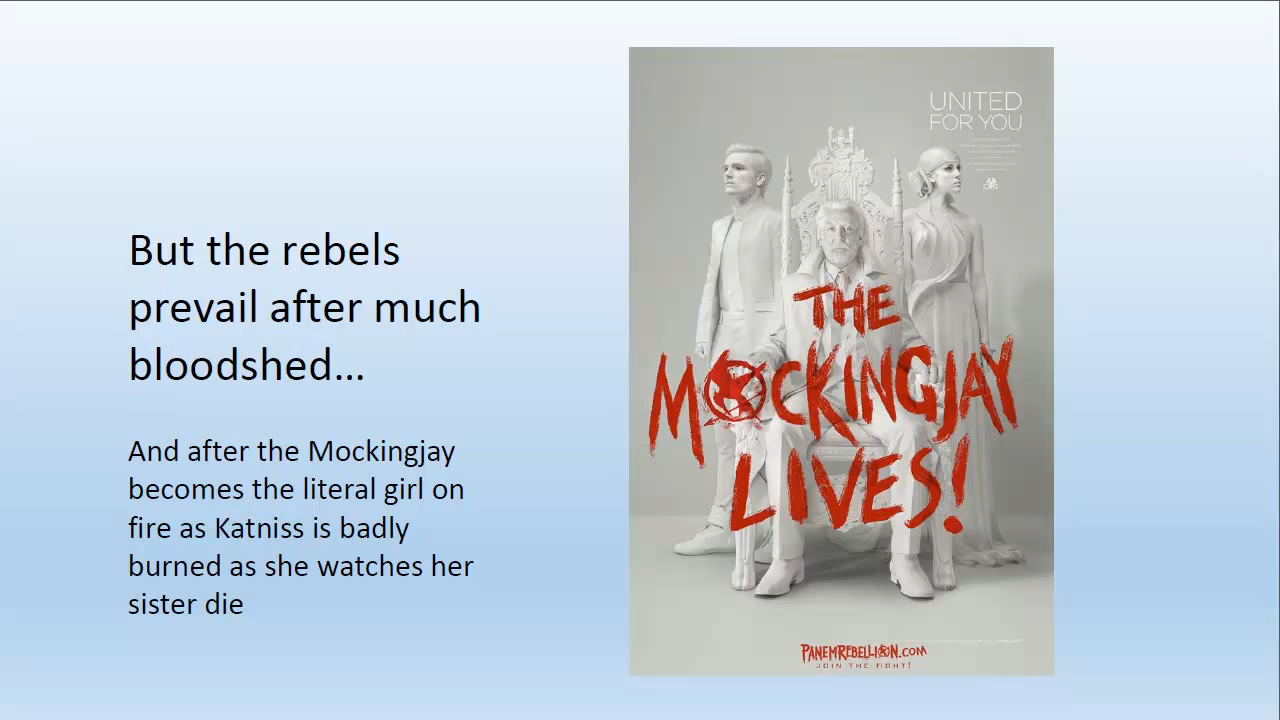 But the rebels
prevail after much
bloodshed...
And after the Mockingjay
becomes the literal girl on
fire as Katniss is badly
burned as she watches her
sister die
UNITED
FOR YOU
THE
MOCKINGJAY
LIVES!
PANEMREBELLION.COM
JOIN THE FIGHT!